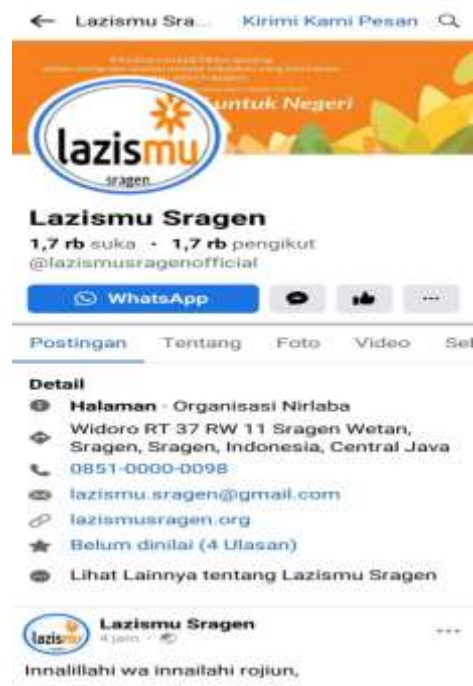 Lazismu Sra...
Kirimi Kami Pesan
untuk Negeri
lazismu
sragen
Lazismu Sragen
1,7 rb suka • 1,7 rb pengikut
@lazismusragenofficial
WhatsApp
Postingan Tentang Foto Video Sel
Detail
Halaman · Organisasi Nirlaba
Widoro RT 37 RW 11 Sragen Wetan,
Sragen, Sragen, Indonesia, Central Java
0851-0000-0098
lazismu.sragen@gmail.com
lazismusragen.org
Belum dinilai (4 Ulasan)
Lihat Lainnya tentang Lazismu Sragen
lazismu
Lazismu Sragen
4 jam
Innalillahi wa innailahi rojiun,